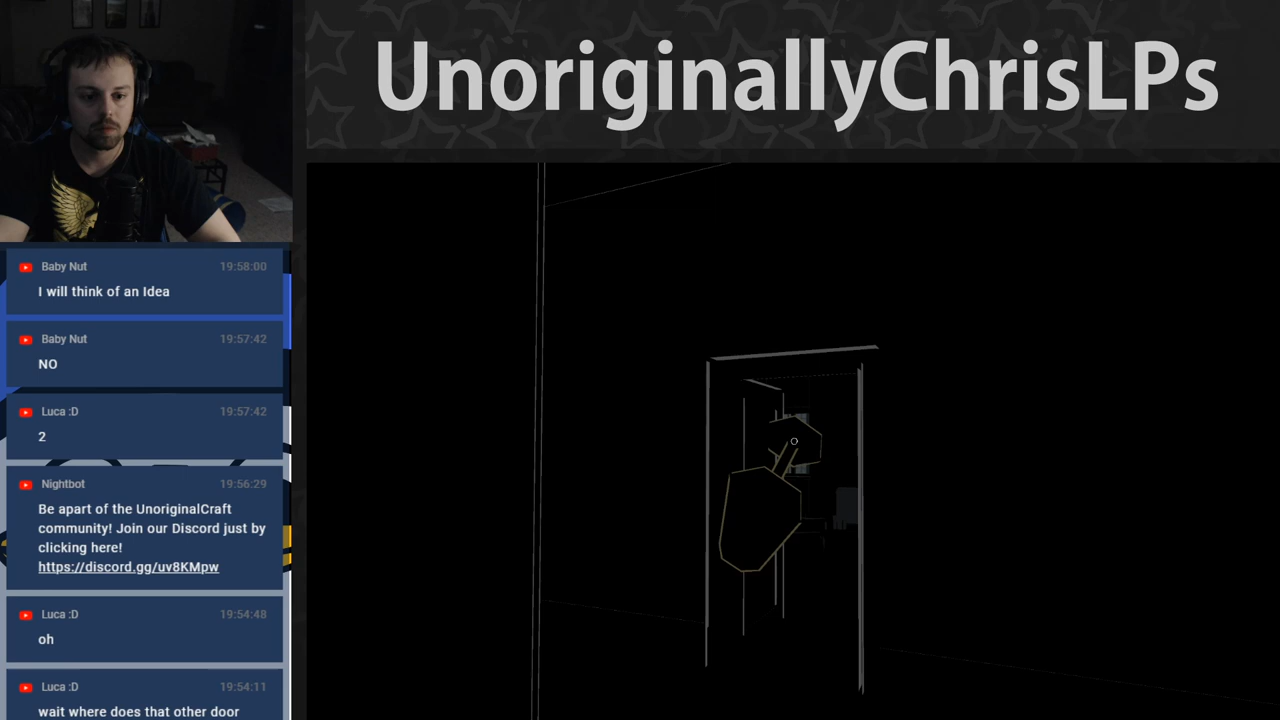 UnoriginallyChrisLPs
Baby Nut 19:58:00
I will think of an Idea
Baby Nut 19:57:42
NO
Luca :D 19:57:42
2
Nightbot 19:56:29
Be apart of the UnoriginalCraft
community! Join our Discord just by
clicking here!
https://discord.gg/uv8KMpw
Luca :D 19:54:48
oh
Luca :D 19:54:11
wait where does that other door